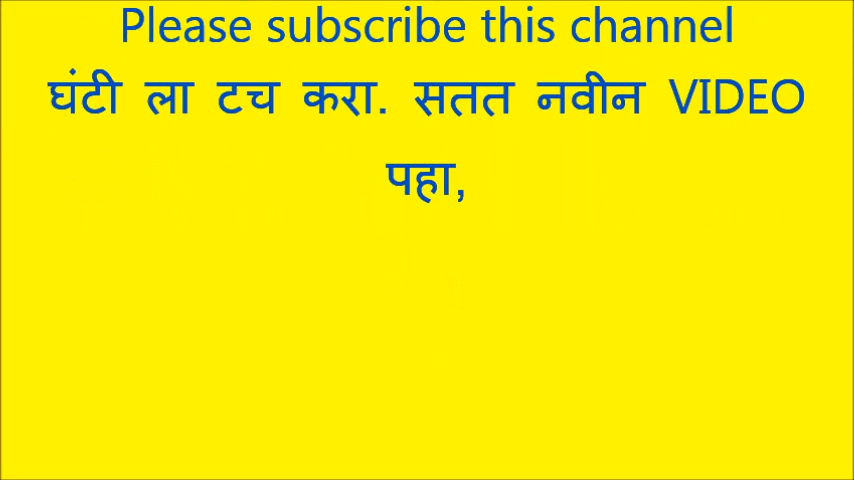 Please subscribe this channel
घंटी ला टच करा. सतत नवीन VIDEO
पहा,